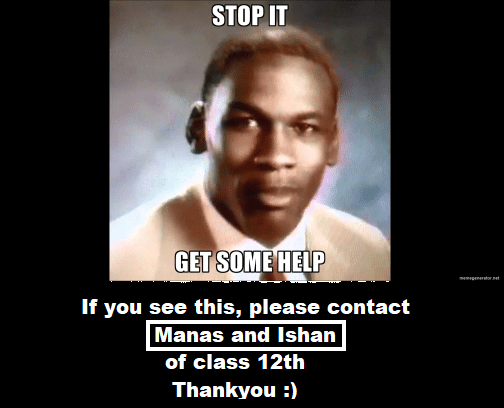 STOP IT
GET SOME HELP
memegenerator.net
If you see this, please contact
Manas and Ishan
of class 12th
Thankyou :)